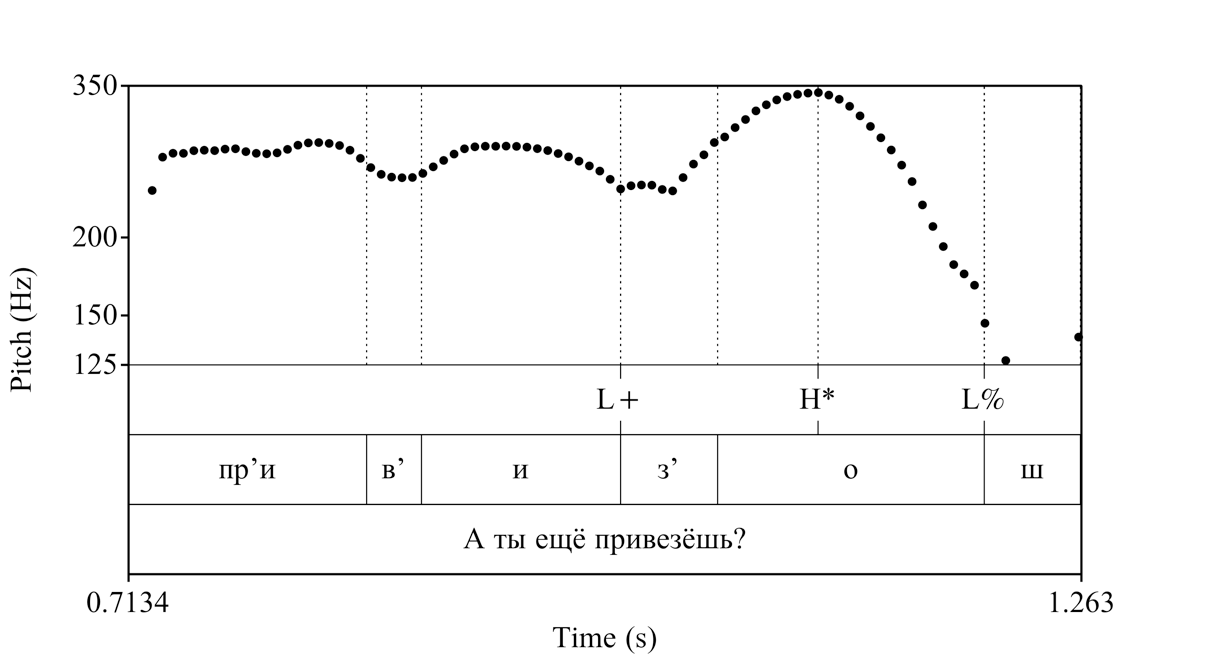 350
200
150
125
Pitch (Hz)
L+ H* L%
пр’и в’ и з’ о ш
А ты ещё привезёшь?
0.7134 1.263
Time (s)